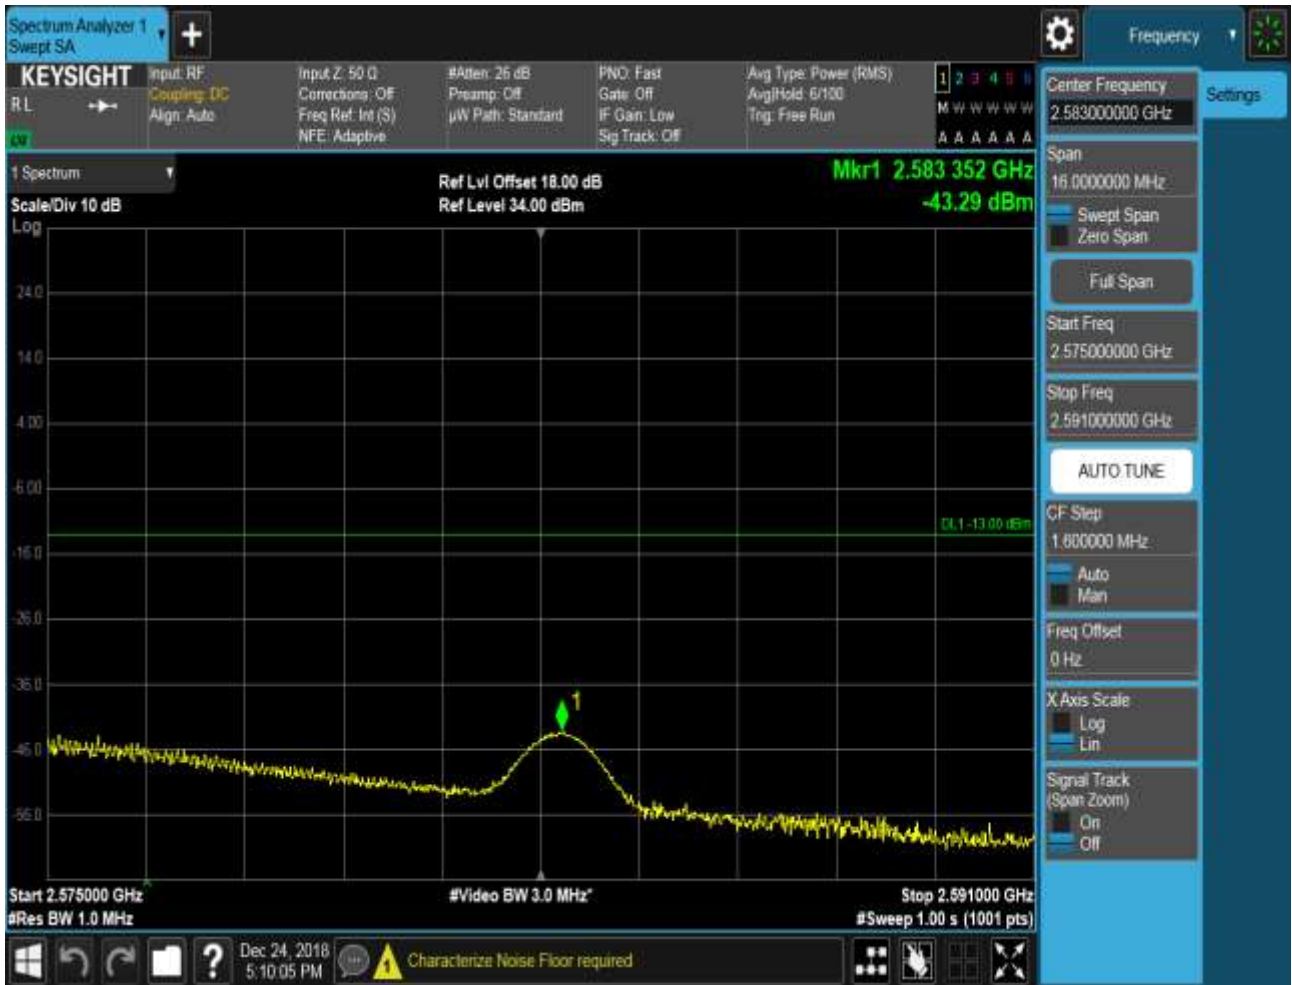 Spectrum Analyzer 1
Swept SA
Frequency
KEYSIGHT
R L
Input: RF
Coupling: DC
Align: Auto
Input Z: 50 Ω
Corrections: Off
Freq Ref: Int (S)
NFE: Adaptive
#Atten: 26 dB
Preamp: Off
µW Path: Standard
PNO: Fast
Gate: Off
IF Gain: Low
Sig Track: Off
Avg Type: Power (RMS)
Avg|Hold: 6/100
Trig: Free Run
1 2 3 4 5 6
M W W W W W
A A A A A A
1 Spectrum
Scale/Div 10 dB
Log
Ref Lvl Offset 18.00 dB
Ref Level 34.00 dBm
Mkr1 2.583 352 GHz
-43.29 dBm
24.0
14.0
4.00
-6.00
-16.0
-26.0
-36.0
-46.0
-56.0
DL1 -13.00 dBm
1
Start 2.575000 GHz
#Res BW 1.0 MHz
#Video BW 3.0 MHz*
Stop 2.591000 GHz
#Sweep 1.00 s (1001 pts)
Center Frequency
2.583000000 GHz
Settings
Span
16.0000000 MHz
Swept Span
Zero Span
Full Span
Start Freq
2.575000000 GHz
Stop Freq
2.591000000 GHz
AUTO TUNE
CF Step
1.600000 MHz
Auto
Man
Freq Offset
0 Hz
X Axis Scale
Log
Lin
Signal Track
(Span Zoom)
On
Off
?
Dec 24, 2018
5:10:05 PM
1
Characterize Noise Floor required